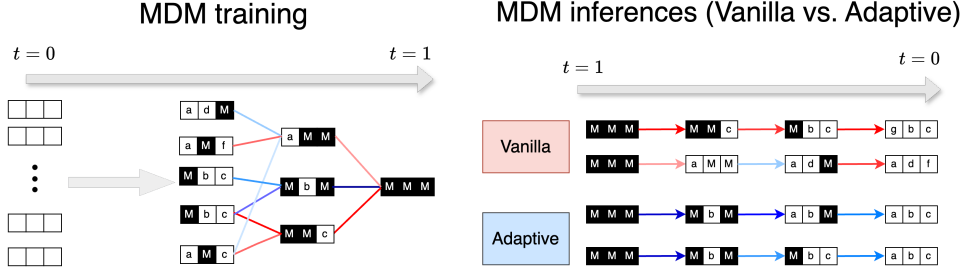 MDM training
t = 0
t = 1
a d M
a M f
M b c
M b c
a M c
a M M
M b M
M M c
M M M
MDM inferences (Vanilla vs. Adaptive)
t = 1
t = 0
Vanilla
M M M
M M c
M b c
g b c
M M M
a M M
a d M
a d f
Adaptive
M M M
M b M
a b M
a b c
M M M
M b M
M b c
a b c